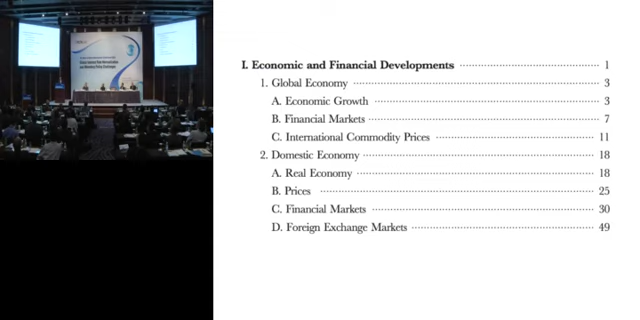 I. Economic and Financial Developments ········ 1
1. Global Economy ········ 3
A. Economic Growth ········ 3
B. Financial Markets ········ 7
C. International Commodity Prices ········ 11
2. Domestic Economy ········ 18
A. Real Economy ········ 18
B. Prices ········ 25
C. Financial Markets ········ 30
D. Foreign Exchange Markets ········ 49